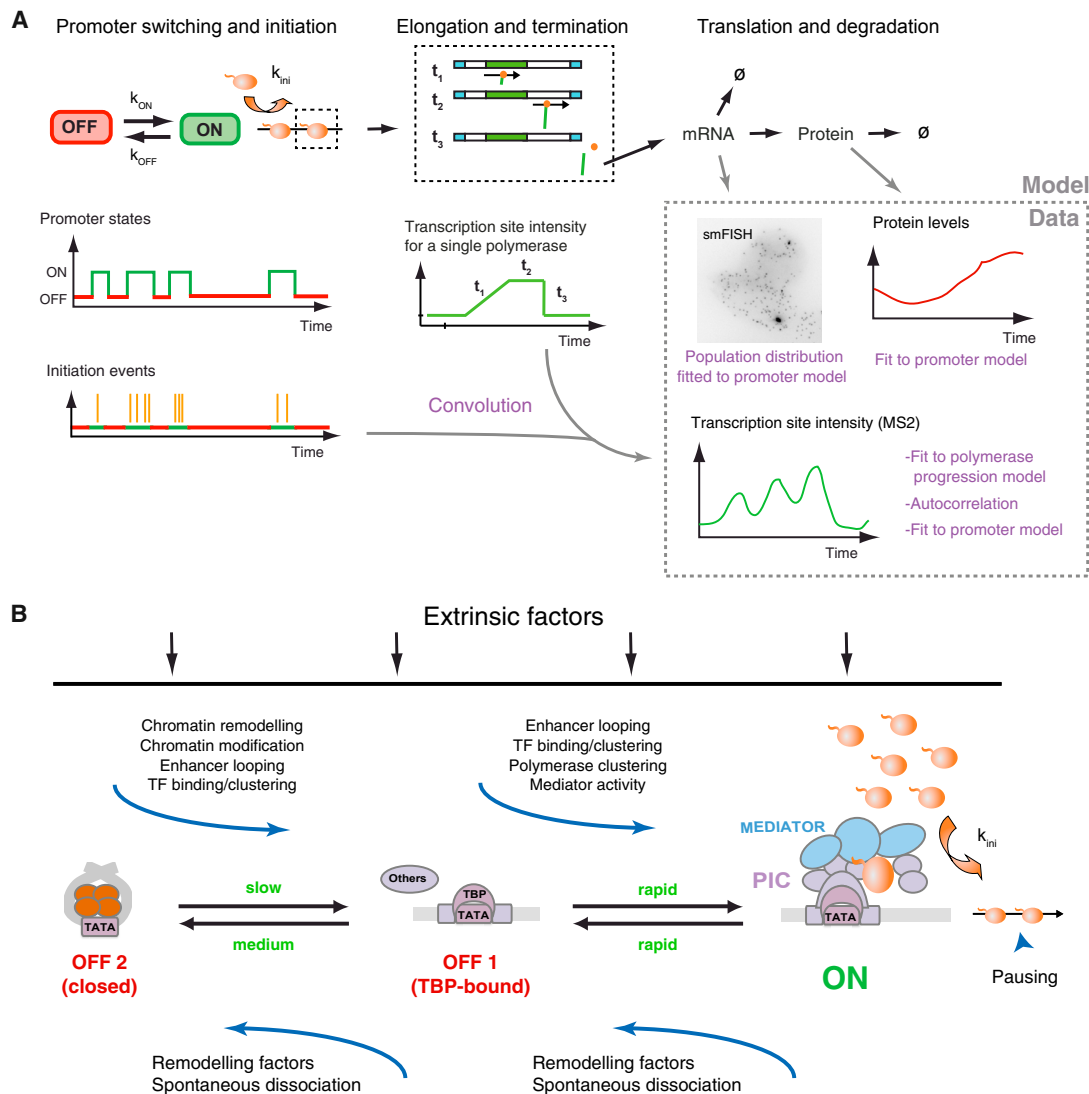 A
Promoter switching and initiation
Elongation and termination
Translation and degradation
OFF
kON
kOFF
ON
kini
t1
t2
t3
ø
mRNA
Protein
ø
Model
Data
Promoter states
ON
OFF
Time
Transcription site intensity
for a single polymerase
t1
t2
t3
Time
smFISH
Population distribution
fitted to promoter model
Protein levels
Time
Fit to promoter model
Initiation events
Time
Convolution
Transcription site intensity (MS2)
Time
-Fit to polymerase
progression model
-Autocorrelation
-Fit to promoter model
B
Extrinsic factors
Chromatin remodelling
Chromatin modification
Enhancer looping
TF binding/clustering
Enhancer looping
TF binding/clustering
Polymerase clustering
Mediator activity
TATA
OFF 2
(closed)
slow
medium
Others
TBP
TATA
OFF 1
(TBP-bound)
rapid
rapid
MEDIATOR
PIC
TATA
ON
kini
Pausing
Remodelling factors
Spontaneous dissociation
Remodelling factors
Spontaneous dissociation